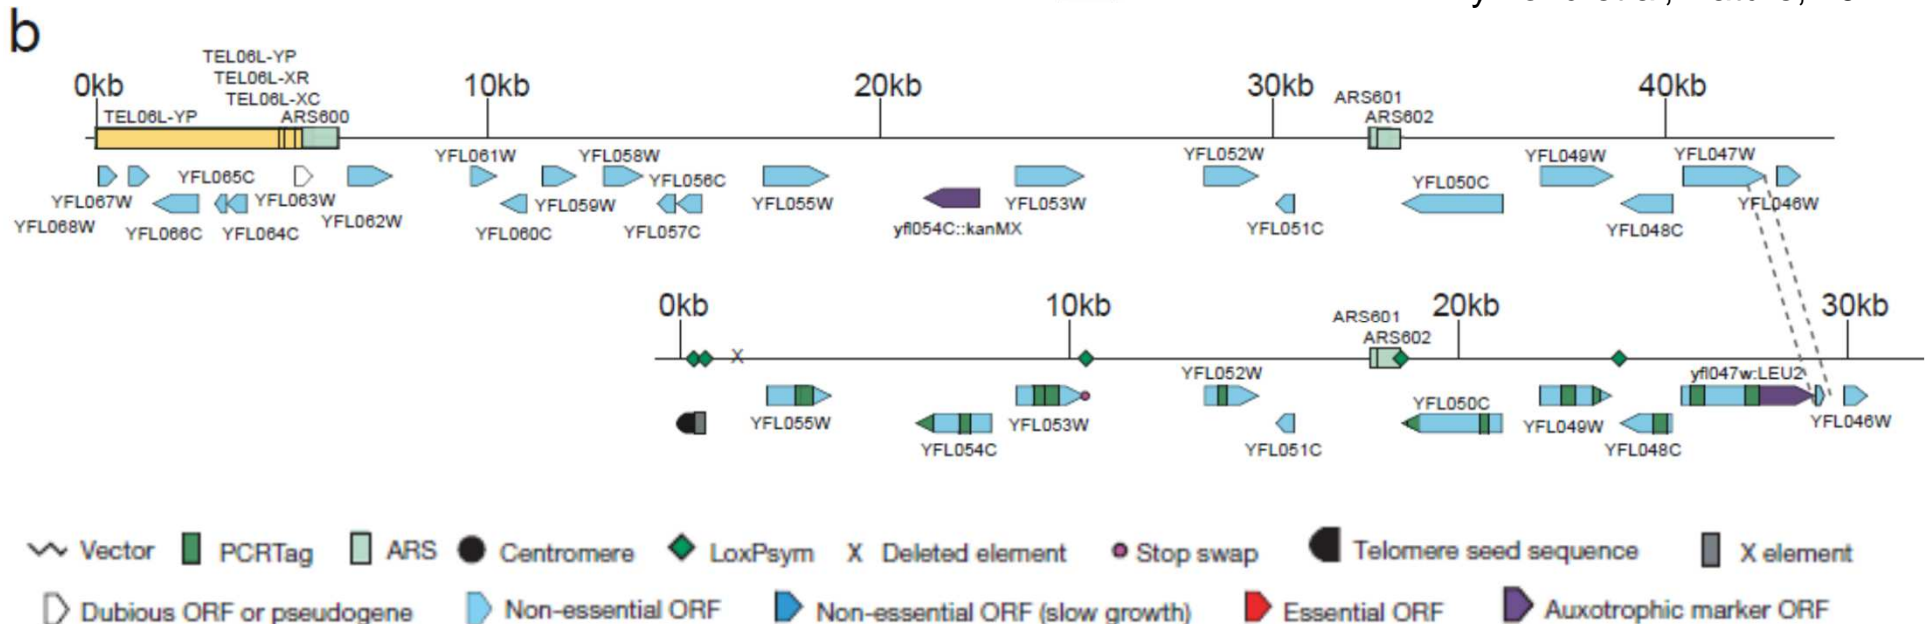 b
TEL06L-YP
TEL06L-XR
TEL06L-XC
0kb 10kb 20kb 30kb 40kb
TEL06L-YP ARS600 ARS601
ARS602
YFL061W YFL058W YFL052W YFL049W YFL047W
YFL065C YFL056C YFL050C
YFL067W YFL063W YFL059W YFL055W YFL053W YFL046W
YFL068W YFL066C YFL064C YFL062W YFL060C YFL057C yfl054C::kanMX YFL051C YFL048C
0kb 10kb 20kb 30kb
ARS601
ARS602
X
YFL052W yfl047w:LEU2
YFL050C
YFL055W YFL053W YFL049W YFL046W
YFL054C YFL051C YFL048C
Vector PCRTag ARS Centromere LoxPsym X Deleted element Stop swap Telomere seed sequence X element
Dubious ORF or pseudogene Non-essential ORF Non-essential ORF (slow growth) Essential ORF Auxotrophic marker ORF